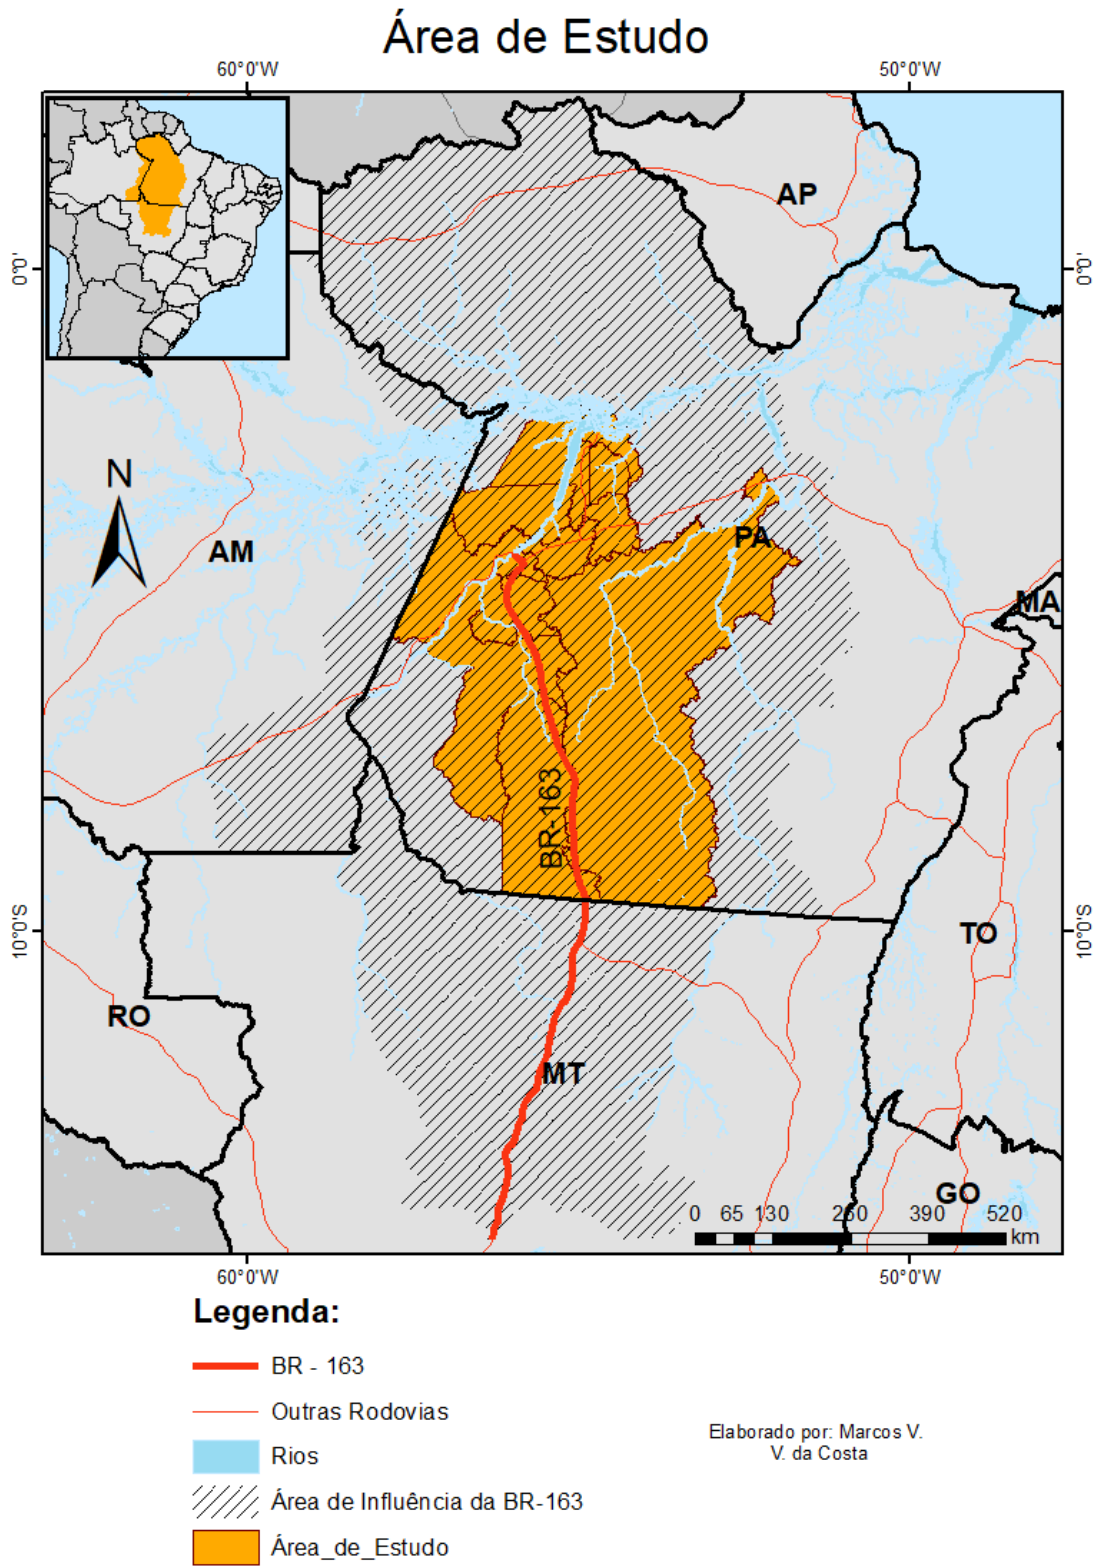 Área de Estudo
60°0'W
50°0'W
0°0'
0°0'
AP
N
AM
PA
MA
BR-163
10°0'S
10°0'S
TO
RO
MT
GO
0 65 130 260 390 520
km
60°0'W
50°0'W
Legenda:
BR - 163
Outras Rodovias
Rios
Área de Influência da BR-163
Área_de_Estudo
Elaborado por: Marcos V.
V. da Costa